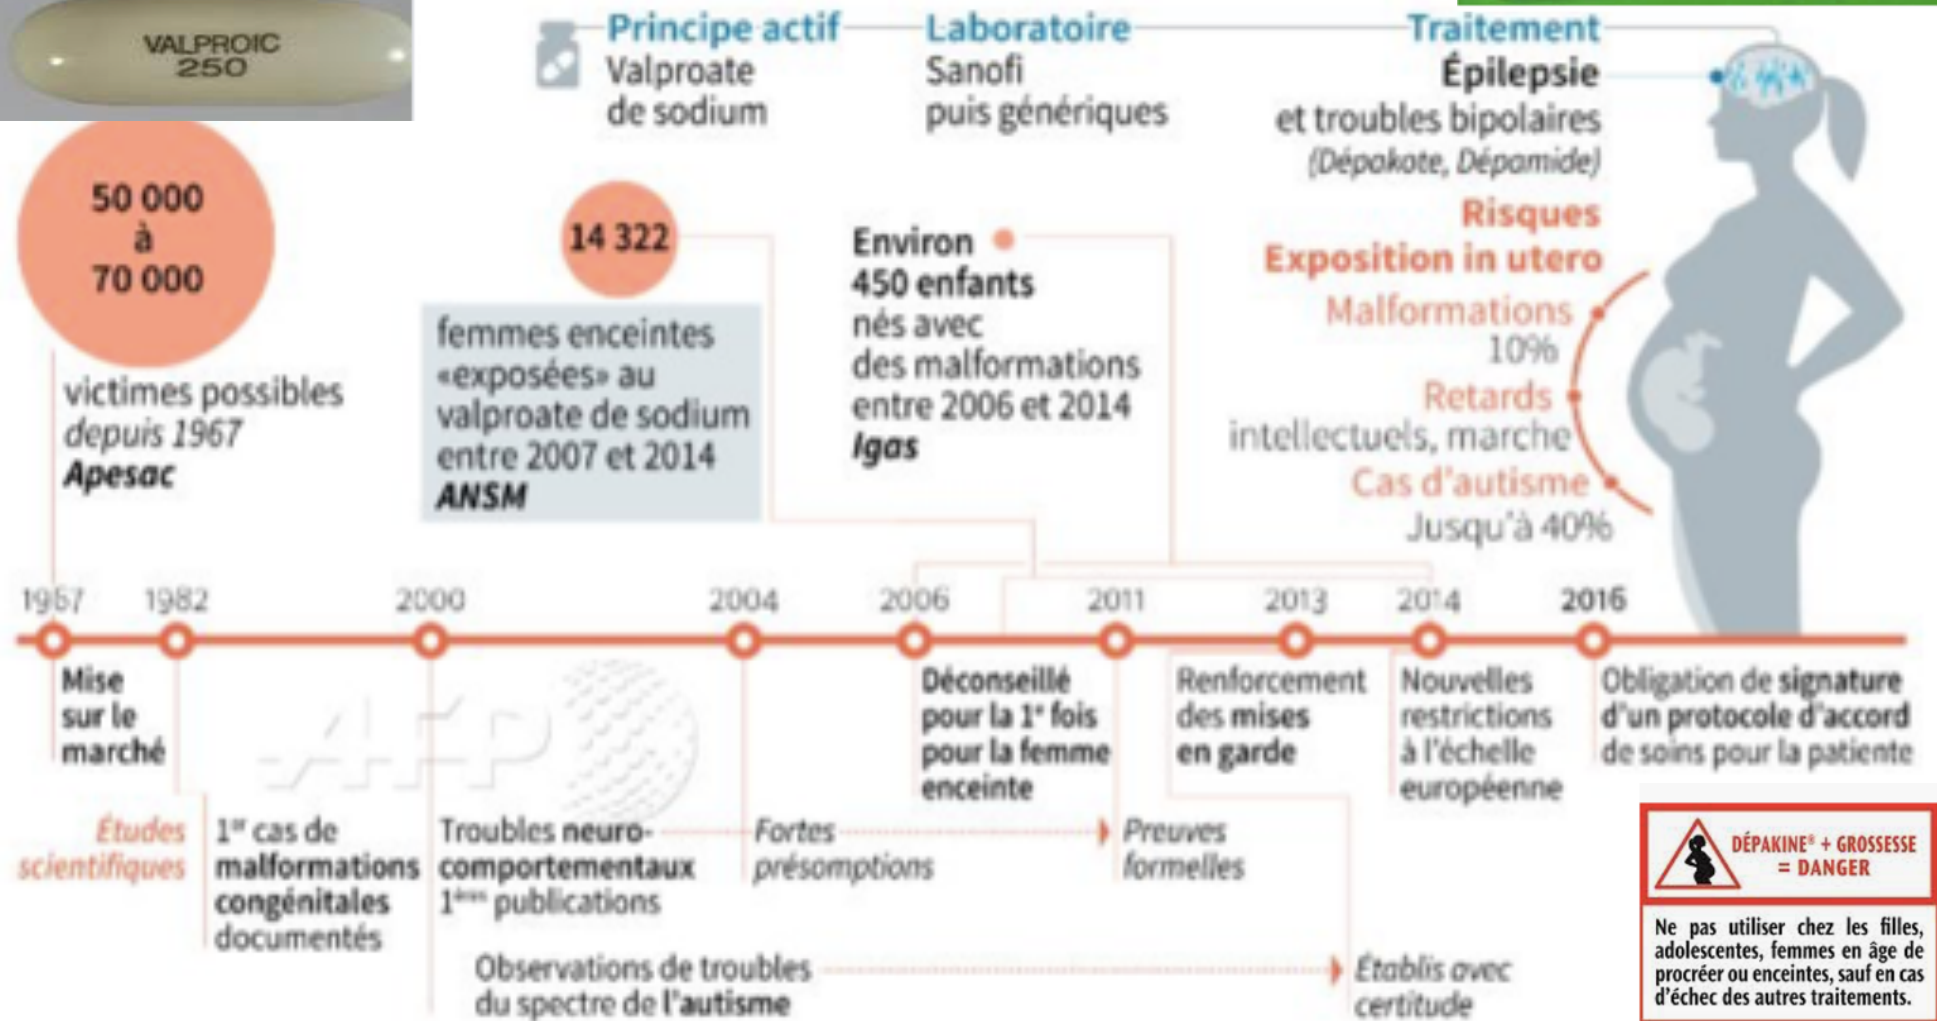 VALPROIC
250
Principe actif
Valproate
de sodium
Laboratoire
Sanofi
puis génériques
Traitement
Épilepsie
et troubles bipolaires
(Dépakote, Dépamide)
Risques
Exposition in utero
Malformations
10%
Retards
intellectuels, marche
Cas d'autisme
Jusqu'à 40%
50 000
à
70 000
victimes possibles
depuis 1967
Apesac
14 322
femmes enceintes
«exposées» au
valproate de sodium
entre 2007 et 2014
ANSM
Environ
450 enfants
nés avec
des malformations
entre 2006 et 2014
Igas
1967
1982
2000
2004
2006
2011
2013
2014
2016
Mise
sur le
marché
Déconseillé
pour la 1e fois
pour la femme
enceinte
Renforcement
des mises
en garde
Nouvelles
restrictions
à l'échelle
européenne
Obligation de signature
d'un protocole d'accord
de soins pour la patiente
AFP
Études
scientifiques
1er cas de
malformations
congénitales
documentés
Troubles neuro-
comportementaux
1ères publications
Fortes
présomptions
Preuves
formelles
Observations de troubles
du spectre de l'autisme
Établis avec
certitude
DÉPAKINE® + GROSSESSE
= DANGER
Ne pas utiliser chez les filles,
adolescentes, femmes en âge de
procréer ou enceintes, sauf en cas
d'échec des autres traitements.